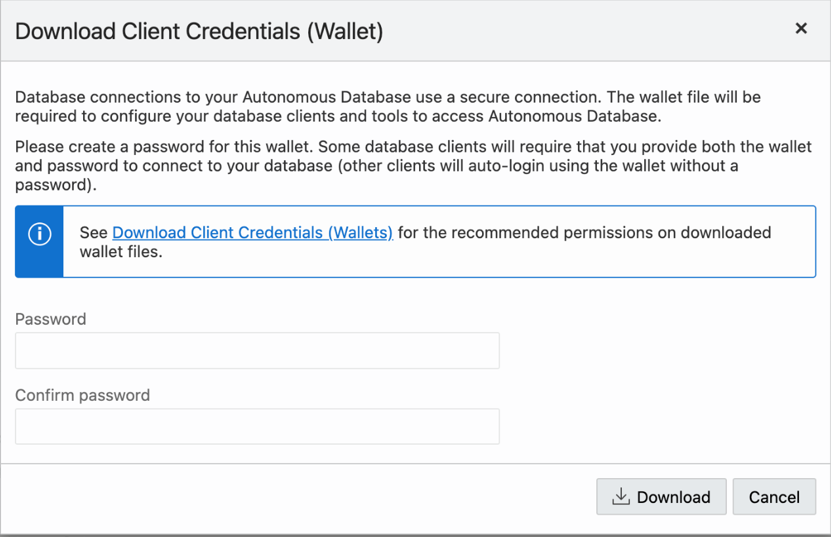 Download Client Credentials (Wallet)
Database connections to your Autonomous Database use a secure connection. The wallet file will be
required to configure your database clients and tools to access Autonomous Database.
Please create a password for this wallet. Some database clients will require that you provide both the wallet
and password to connect to your database (other clients will auto-login using the wallet without a
password).
See Download Client Credentials (Wallets) for the recommended permissions on downloaded
wallet files.
Password
Confirm password
Download Cancel